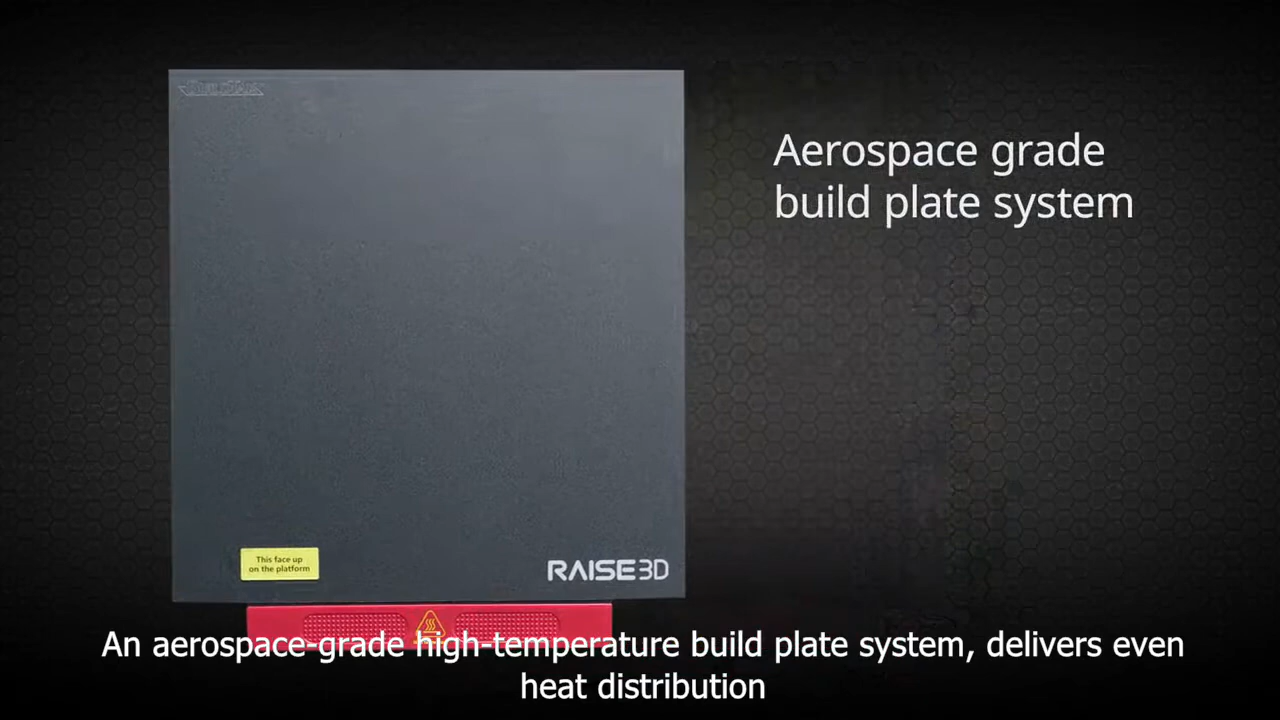 Aerospace grade
build plate system
This face up
on the platform
RAISE3D
An aerospace-grade high-temperature build plate system, delivers even
heat distribution